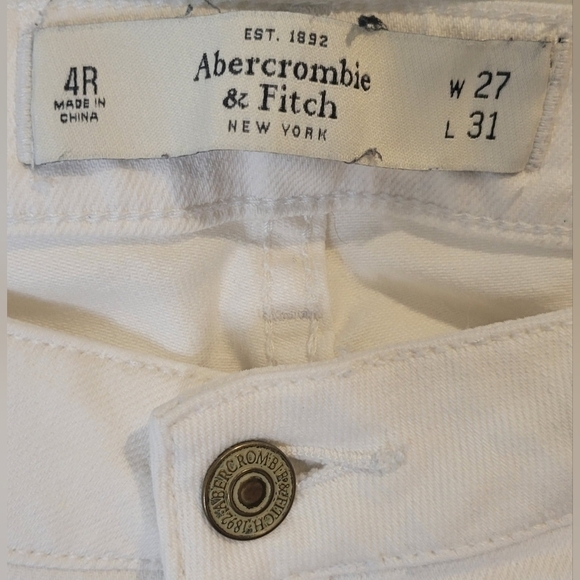 EST. 1892
Abercrombie
& Fitch
NEW YORK
4R
MADE IN
CHINA
W 27
L 31
ABERCROMBIE & FITCH 1892